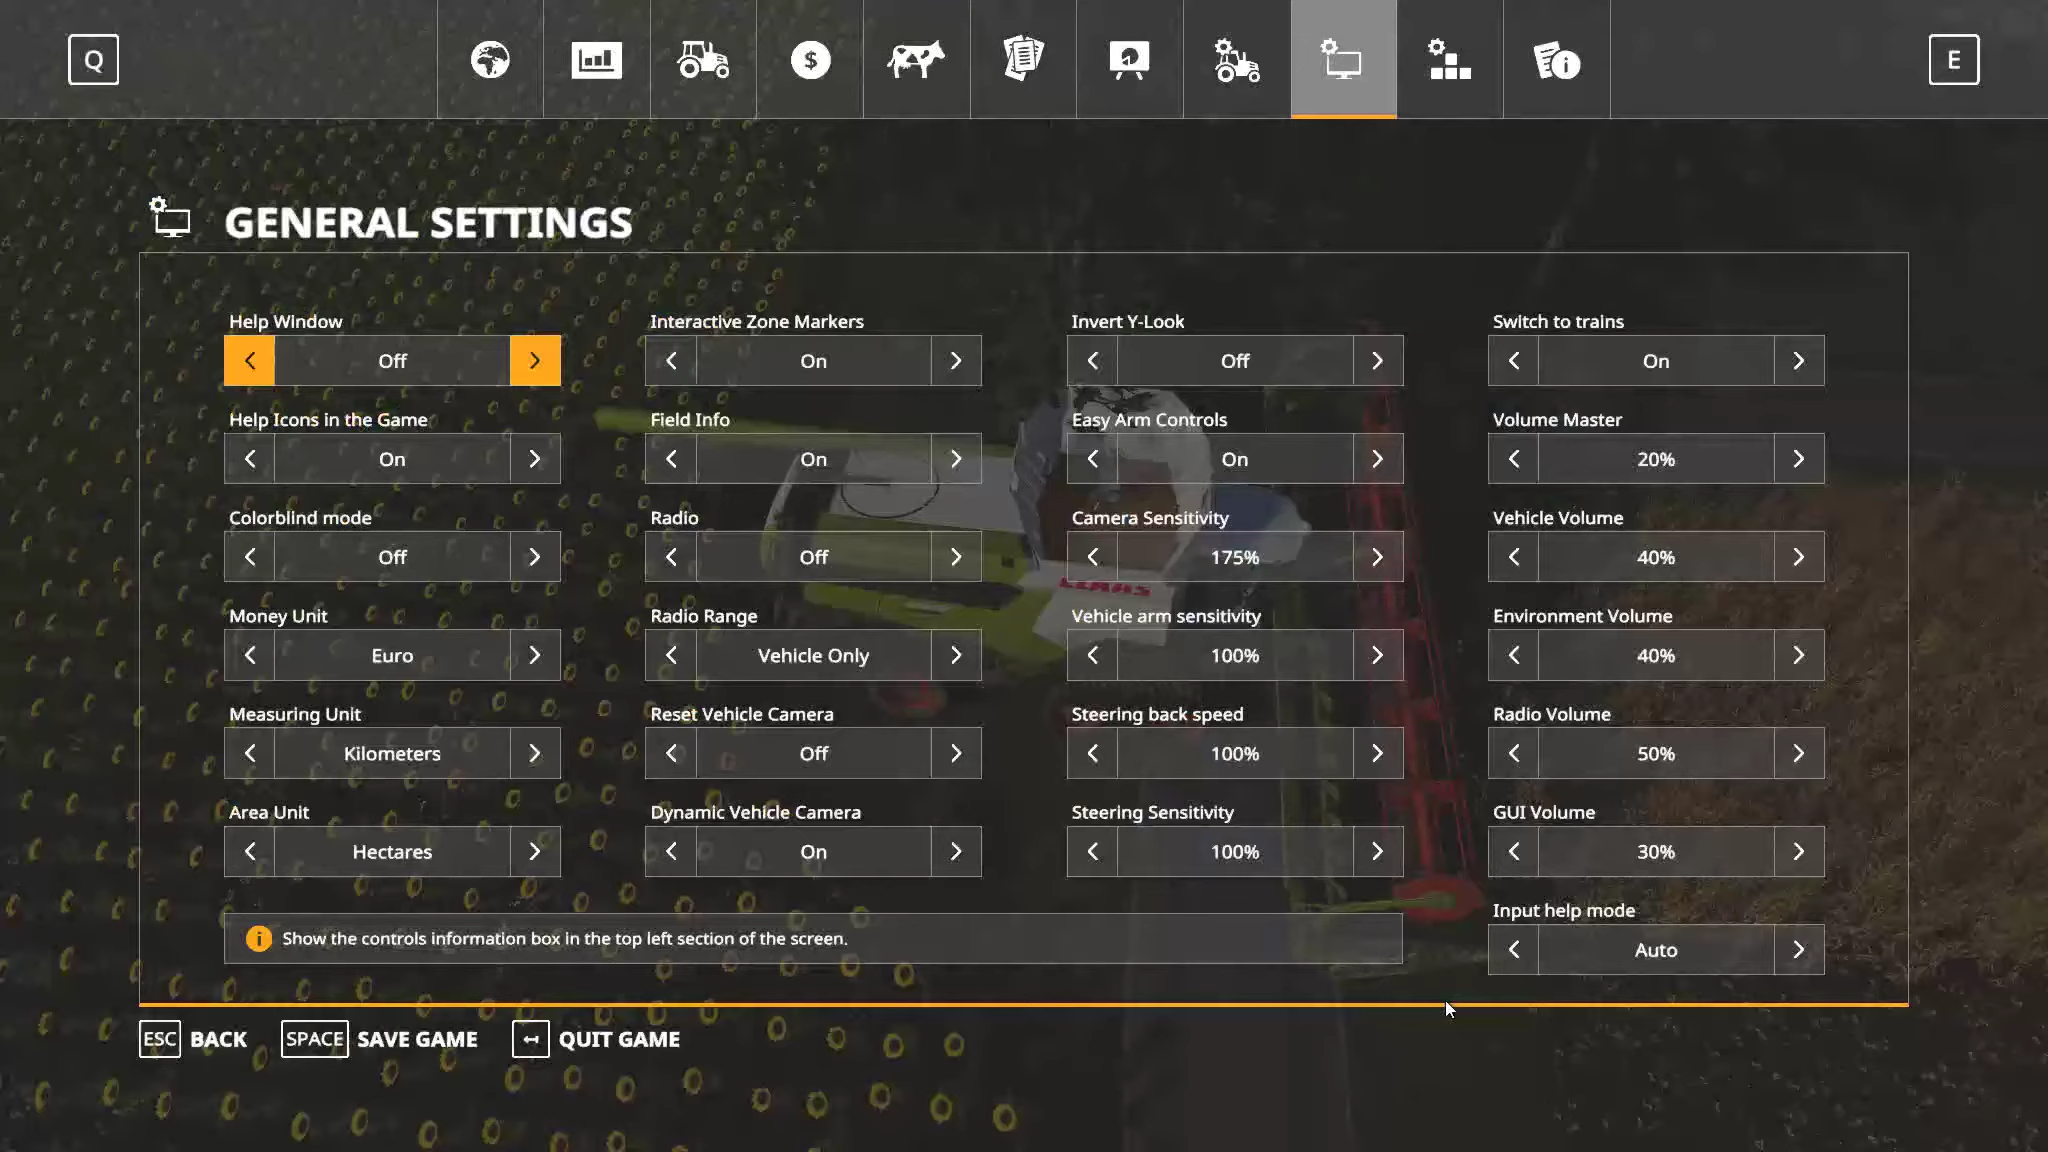 Q
$
E
GENERAL SETTINGS
Help Window
Off
Help Icons in the Game
On
Colorblind mode
Off
Money Unit
Euro
Measuring Unit
Kilometers
Area Unit
Hectares
Interactive Zone Markers
On
Field Info
On
Radio
Off
Radio Range
Vehicle Only
Reset Vehicle Camera
Off
Dynamic Vehicle Camera
On
Invert Y-Look
Off
Easy Arm Controls
On
Camera Sensitivity
175%
Vehicle arm sensitivity
100%
Steering back speed
100%
Steering Sensitivity
100%
Switch to trains
On
Volume Master
20%
Vehicle Volume
40%
Environment Volume
40%
Radio Volume
50%
GUI Volume
30%
Input help mode
Auto
CLAAS
Show the controls information box in the top left section of the screen.
ESC BACK SPACE SAVE GAME QUIT GAME